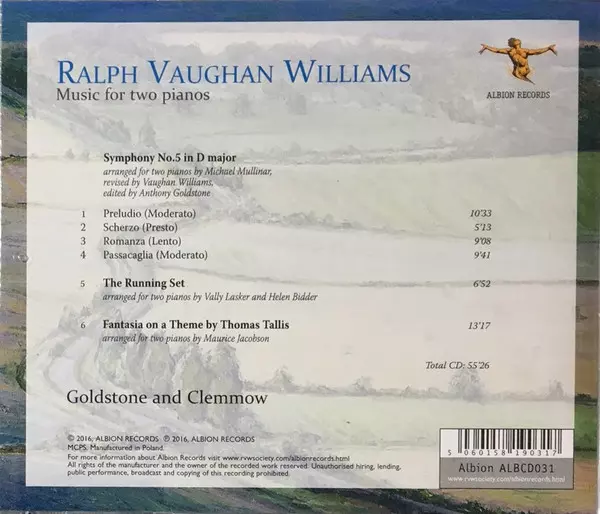 RALPH VAUGHAN WILLIAMS
Music for two pianos
ALBION RECORDS
Symphony No.5 in D major
arranged for two pianos by Michael Mullinar,
revised by Vaughan Williams,
edited by Anthony Goldstone
1 Preludio (Moderato) 10'33
2 Scherzo (Presto) 5'13
3 Romanza (Lento) 9'08
4 Passacaglia (Moderato) 9'41
5 The Running Set 6'52
arranged for two pianos by Vally Lasker and Helen Bidder
6 Fantasia on a Theme by Thomas Tallis 13'17
arranged for two pianos by Maurice Jacobson
Total CD: 55'26
Goldstone and Clemmow
© 2016, ALBION RECORDS ℗ 2016, ALBION RECORDS
MCPS. Manufactured in Poland.
For more information about Albion Records visit www.rvwsociety.com/albionrecords.html
All rights of the manufacturer and the owner of the recorded work reserved. Unauthorised hiring, lending,
public performance, broadcast and copying of this recording prohibited.
5 060158 190317
Albion ALBCD031
www.rvwsociety.com/albionrecords.html